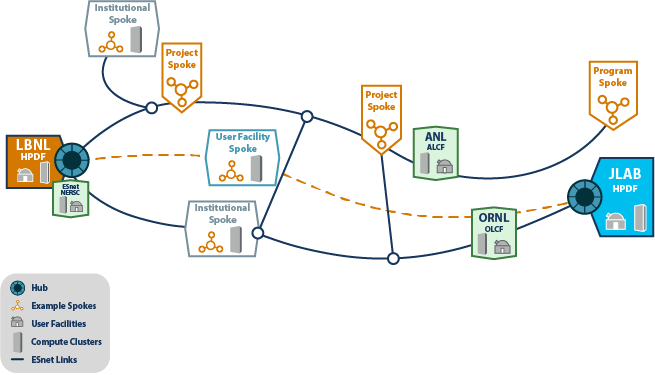 Institutional
Spoke
Project
Spoke
Project
Spoke
Program
Spoke
LBNL
HPDF
User Facility
Spoke
ANL
ALCF
JLAB
HPDF
ESnet
NERSC
Institutional
Spoke
ORNL
OLCF
Hub
Example Spokes
User Facilities
Compute Clusters
ESnet Links